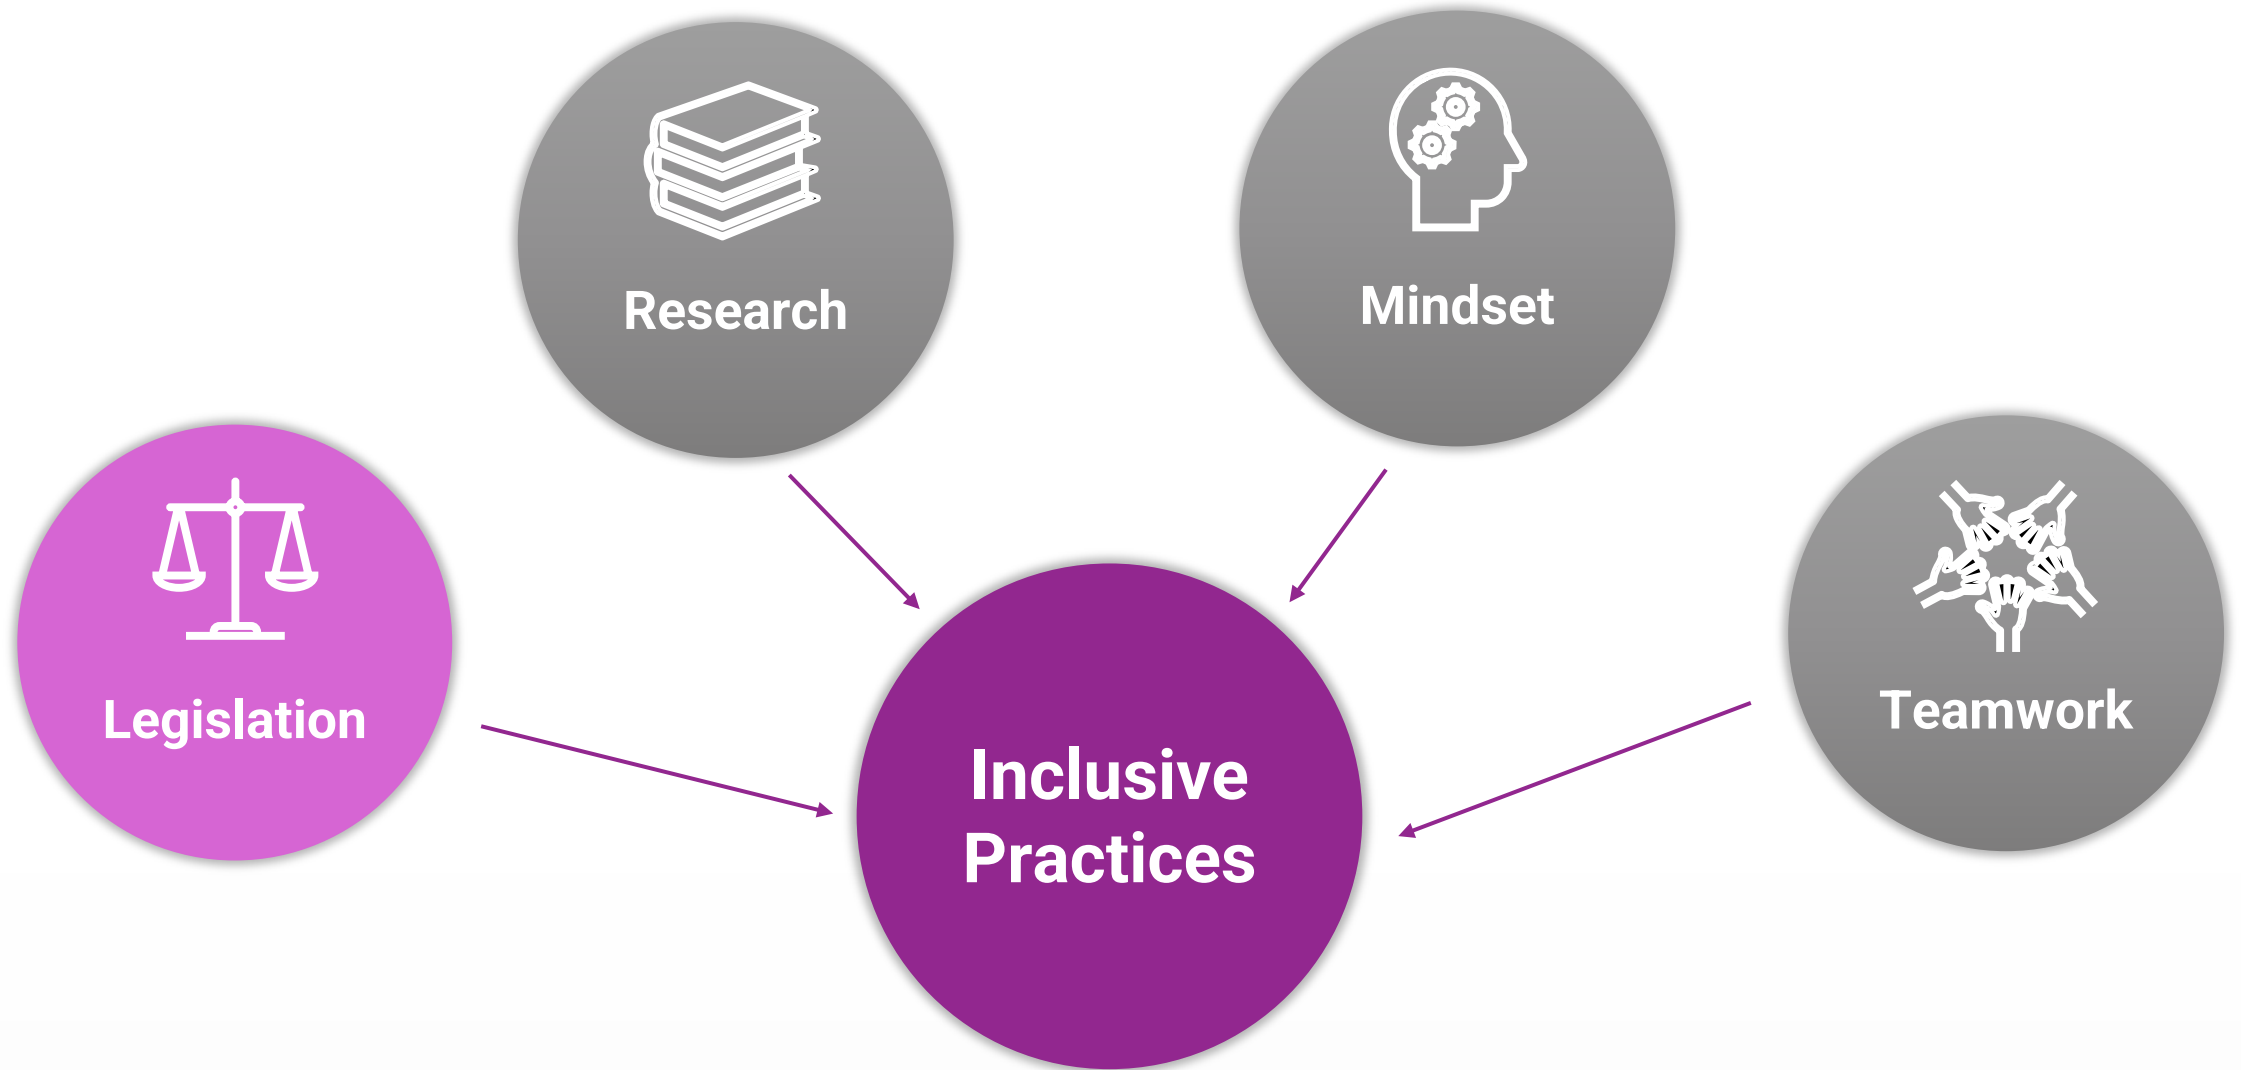 Research
Mindset
Legislation
Teamwork
Inclusive
Practices